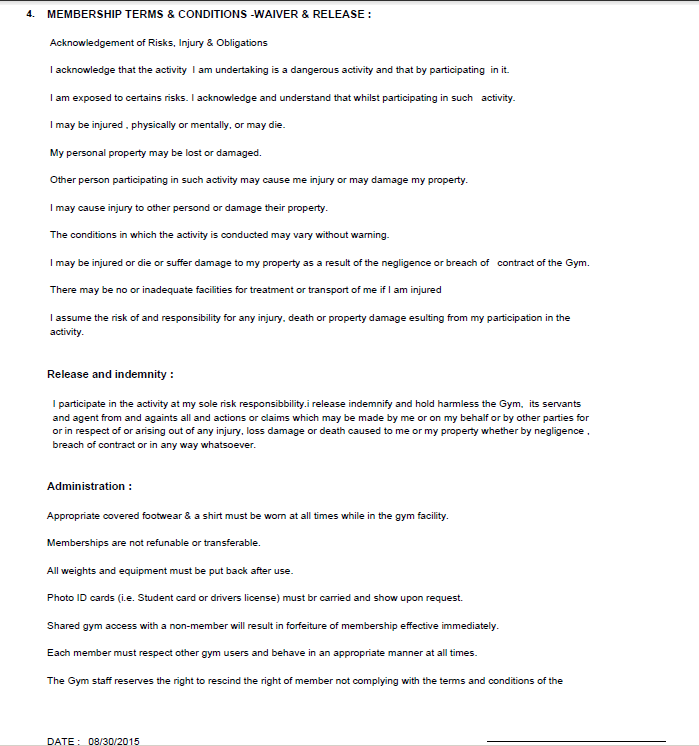 4. MEMBERSHIP TERMS & CONDITIONS -WAIVER & RELEASE :
Acknowledgement of Risks, Injury & Obligations
I acknowledge that the activity I am undertaking is a dangerous activity and that by participating in it.
I am exposed to certains risks. I acknowledge and understand that whilst participating in such activity.
I may be injured , physically or mentally, or may die.
My personal property may be lost or damaged.
Other person participating in such activity may cause me injury or may damage my property.
I may cause injury to other persond or damage their property.
The conditions in which the activity is conducted may vary without warning.
I may be injured or die or suffer damage to my property as a result of the negligence or breach of contract of the Gym.
There may be no or inadequate facilities for treatment or transport of me if I am injured
I assume the risk of and responsibility for any injury, death or property damage esulting from my participation in the
activity.
Release and indemnity :
I participate in the activity at my sole risk responsibbility.i release indemnify and hold harmless the Gym, its servants
and agent from and againts all and actions or claims which may be made by me or on my behalf or by other parties for
or in respect of or arising out of any injury, loss damage or death caused to me or my property whether by negligence ,
breach of contract or in any way whatsoever.
Administration :
Appropriate covered footwear & a shirt must be worn at all times while in the gym facility.
Memberships are not refundable or transferable.
All weights and equipment must be put back after use.
Photo ID cards (i.e. Student card or drivers license) must br carried and show upon request.
Shared gym access with a non-member will result in forfeiture of membership effective immediately.
Each member must respect other gym users and behave in an appropriate manner at all times.
The Gym staff reserves the right to rescind the right of member not complying with the terms and conditions of the
DATE : 08/30/2015